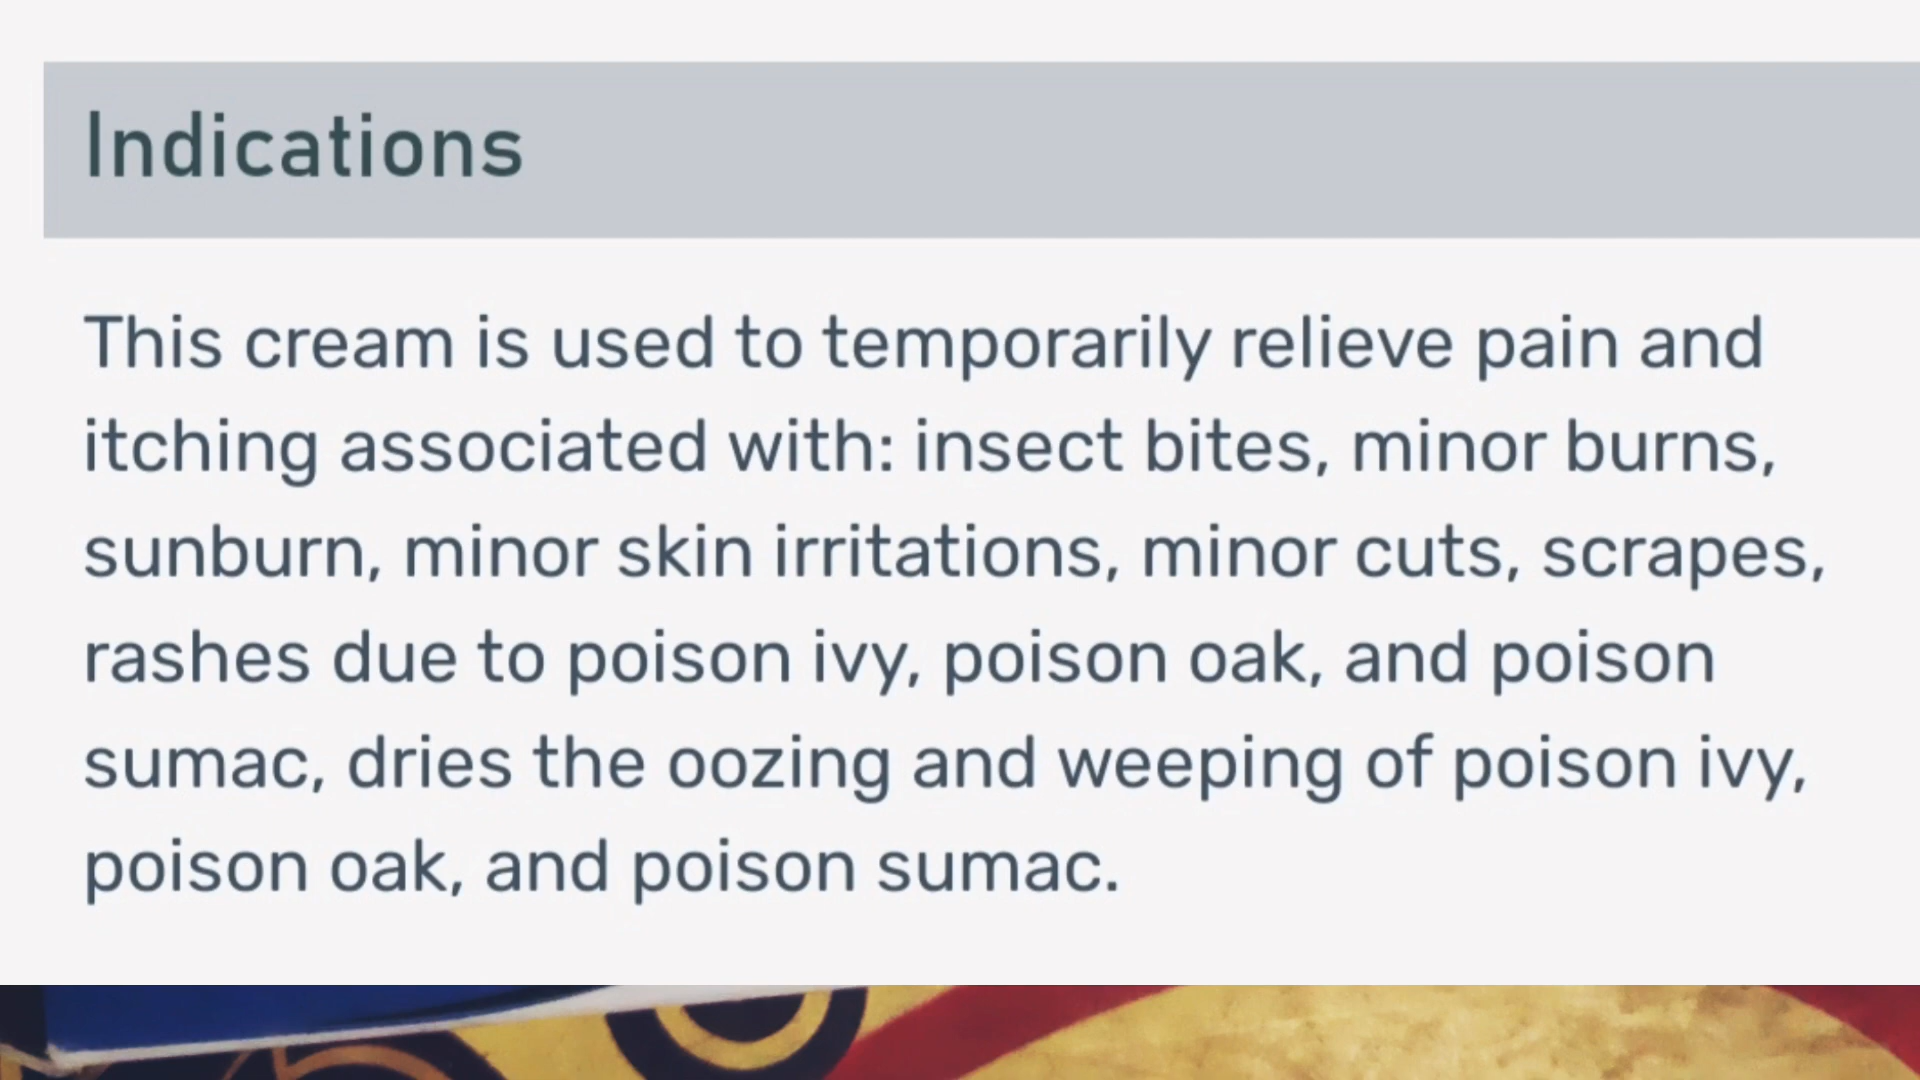 Indications
This cream is used to temporarily relieve pain and
itching associated with: insect bites, minor burns,
sunburn, minor skin irritations, minor cuts, scrapes,
rashes due to poison ivy, poison oak, and poison
sumac, dries the oozing and weeping of poison ivy,
poison oak, and poison sumac.